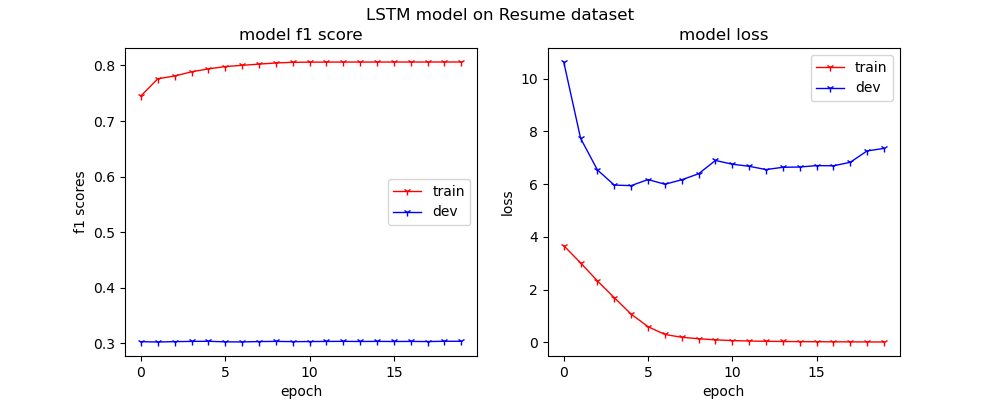 LSTM model on Resume dataset
model f1 score
f1 scores
0.8
0.7
0.6
0.5
0.4
0.3
train
dev
0 5 10 15
epoch
model loss
loss
10
8
6
4
2
0
train
dev
0 5 10 15
epoch